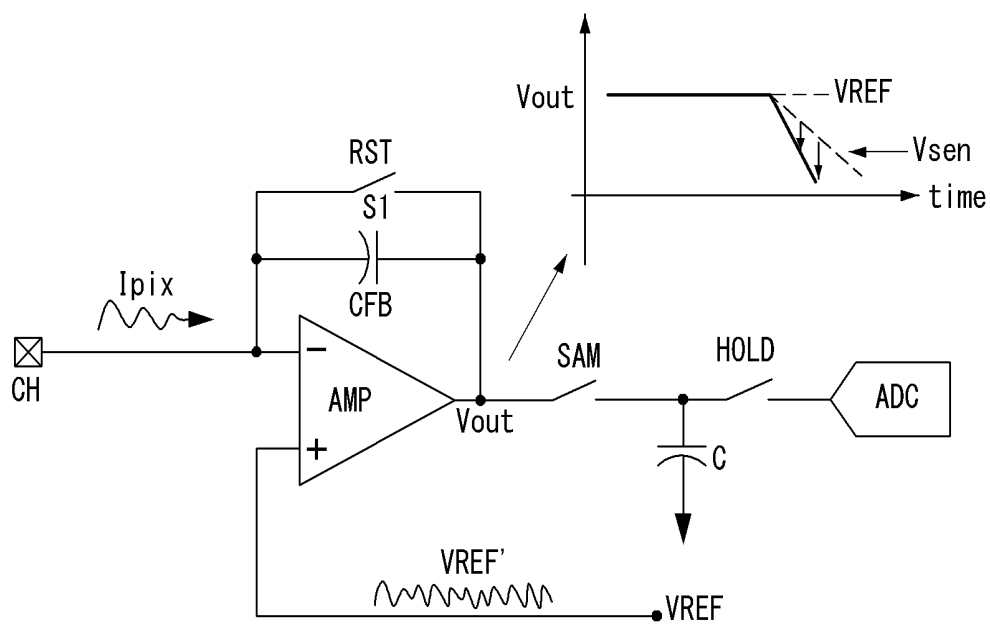 Vout
VREF
Vsen
time
RST
S1
CFB
Ipix
CH
−
AMP
+
Vout
SAM
HOLD
ADC
C
VREF'
VREF